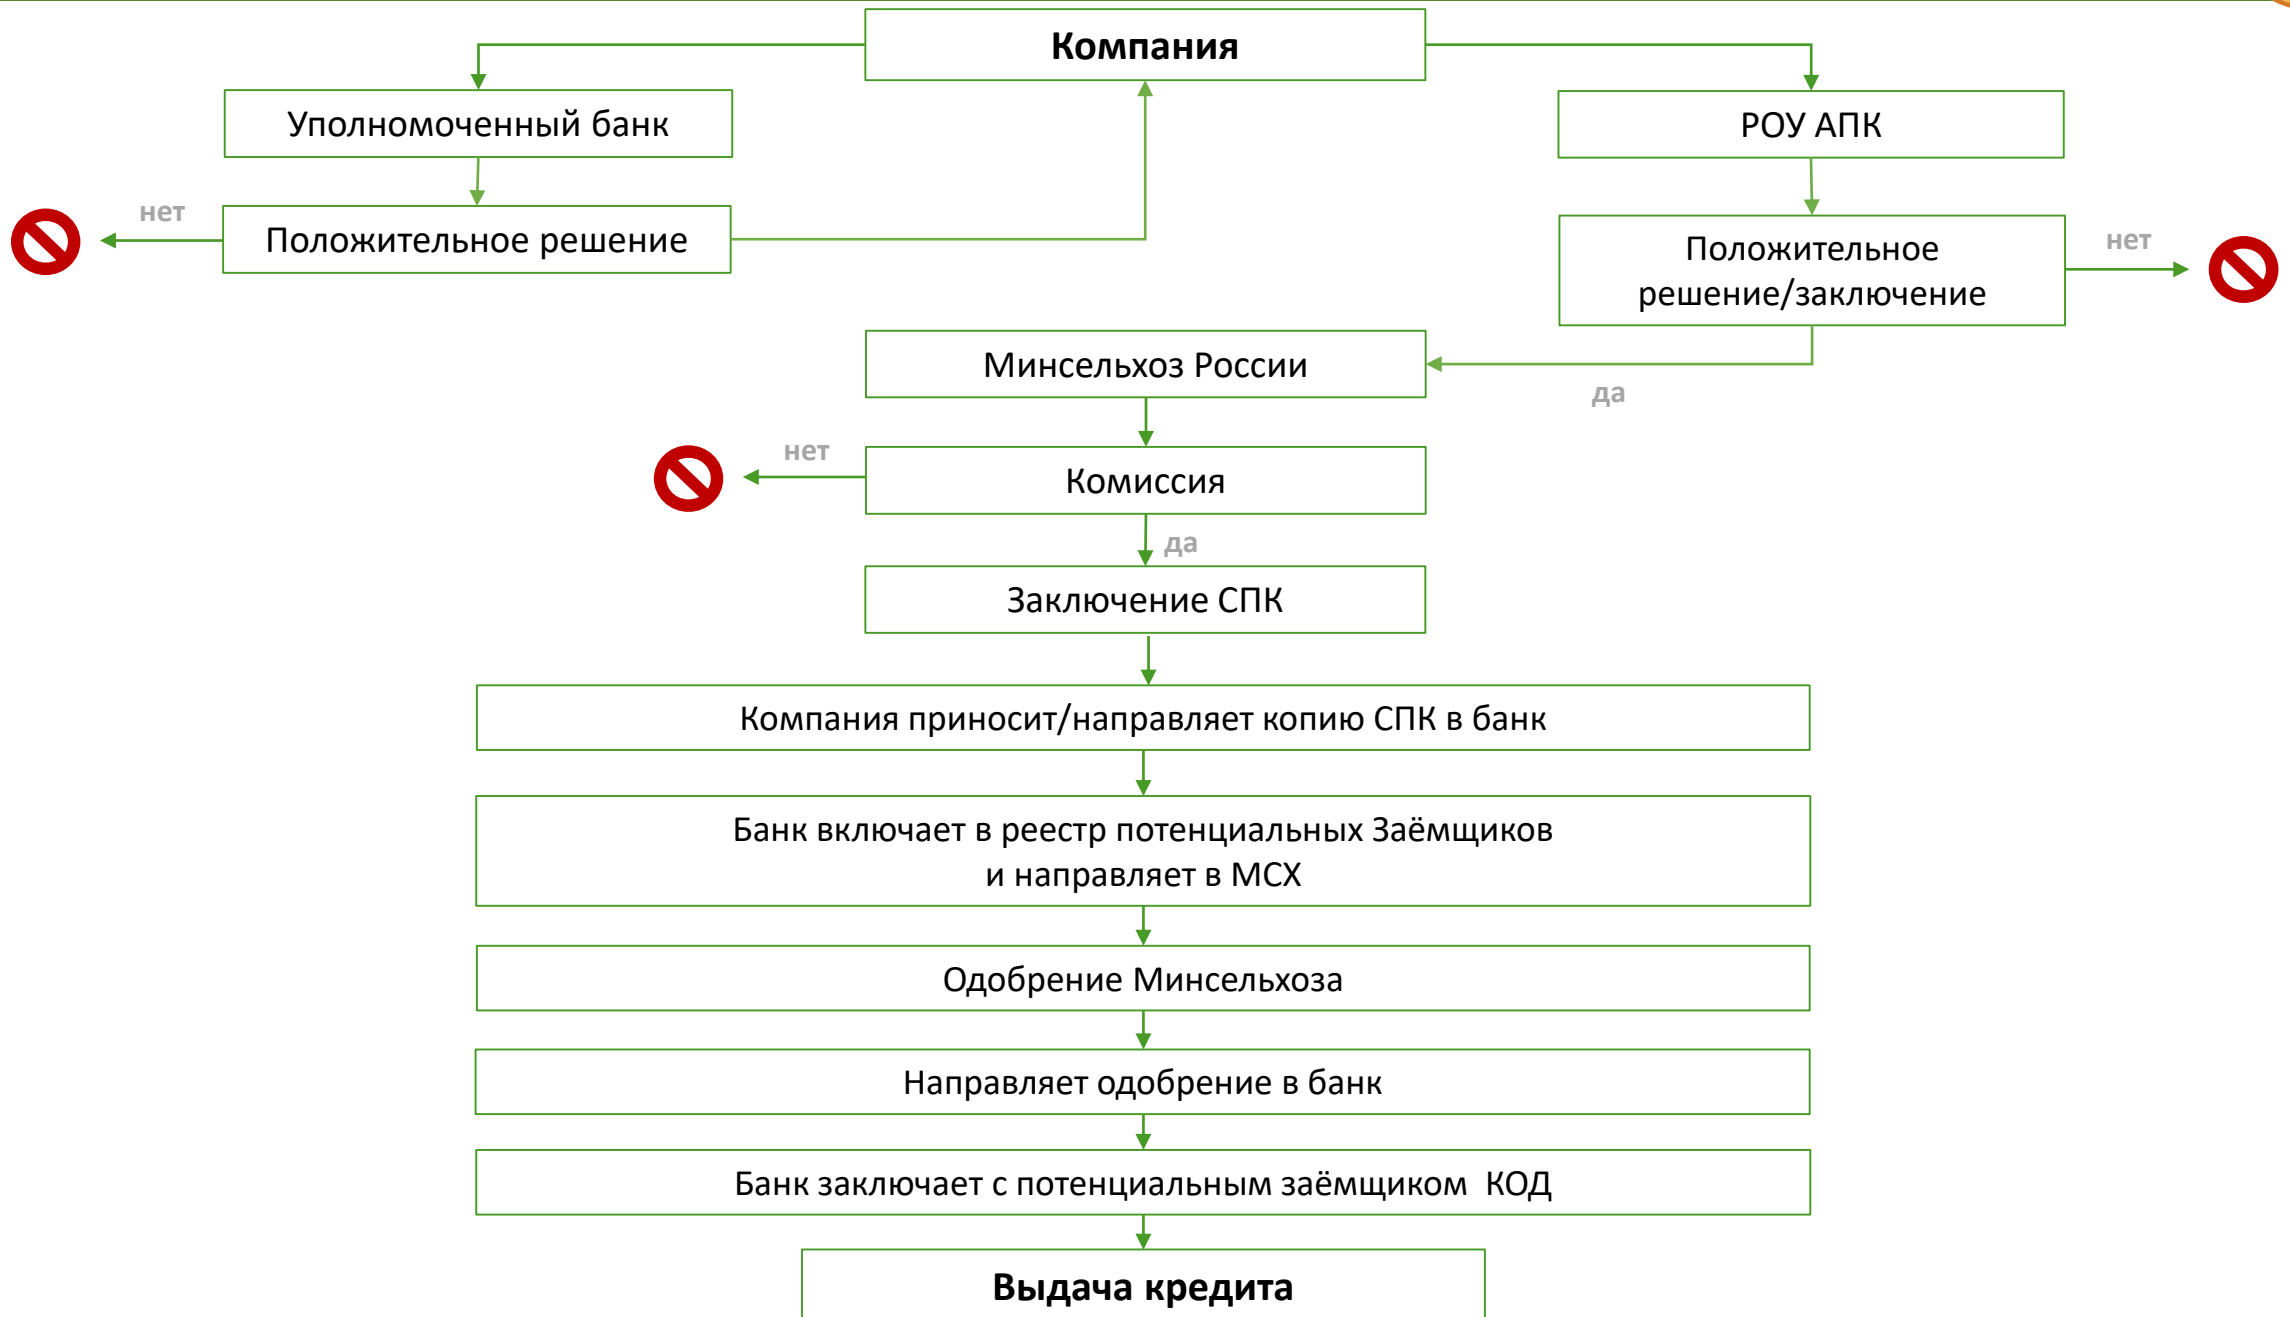 Компания
Уполномоченный банк
РОУ АПК
нет
Положительное решение
Положительное
решение/заключение
нет
Минсельхоз России
да
нет
Комиссия
да
Заключение СПК
Компания приносит/направляет копию СПК в банк
Банк включает в реестр потенциальных Заёмщиков
и направляет в МСХ
Одобрение Минсельхоза
Направляет одобрение в банк
Банк заключает с потенциальным заёмщиком КОД
Выдача кредита